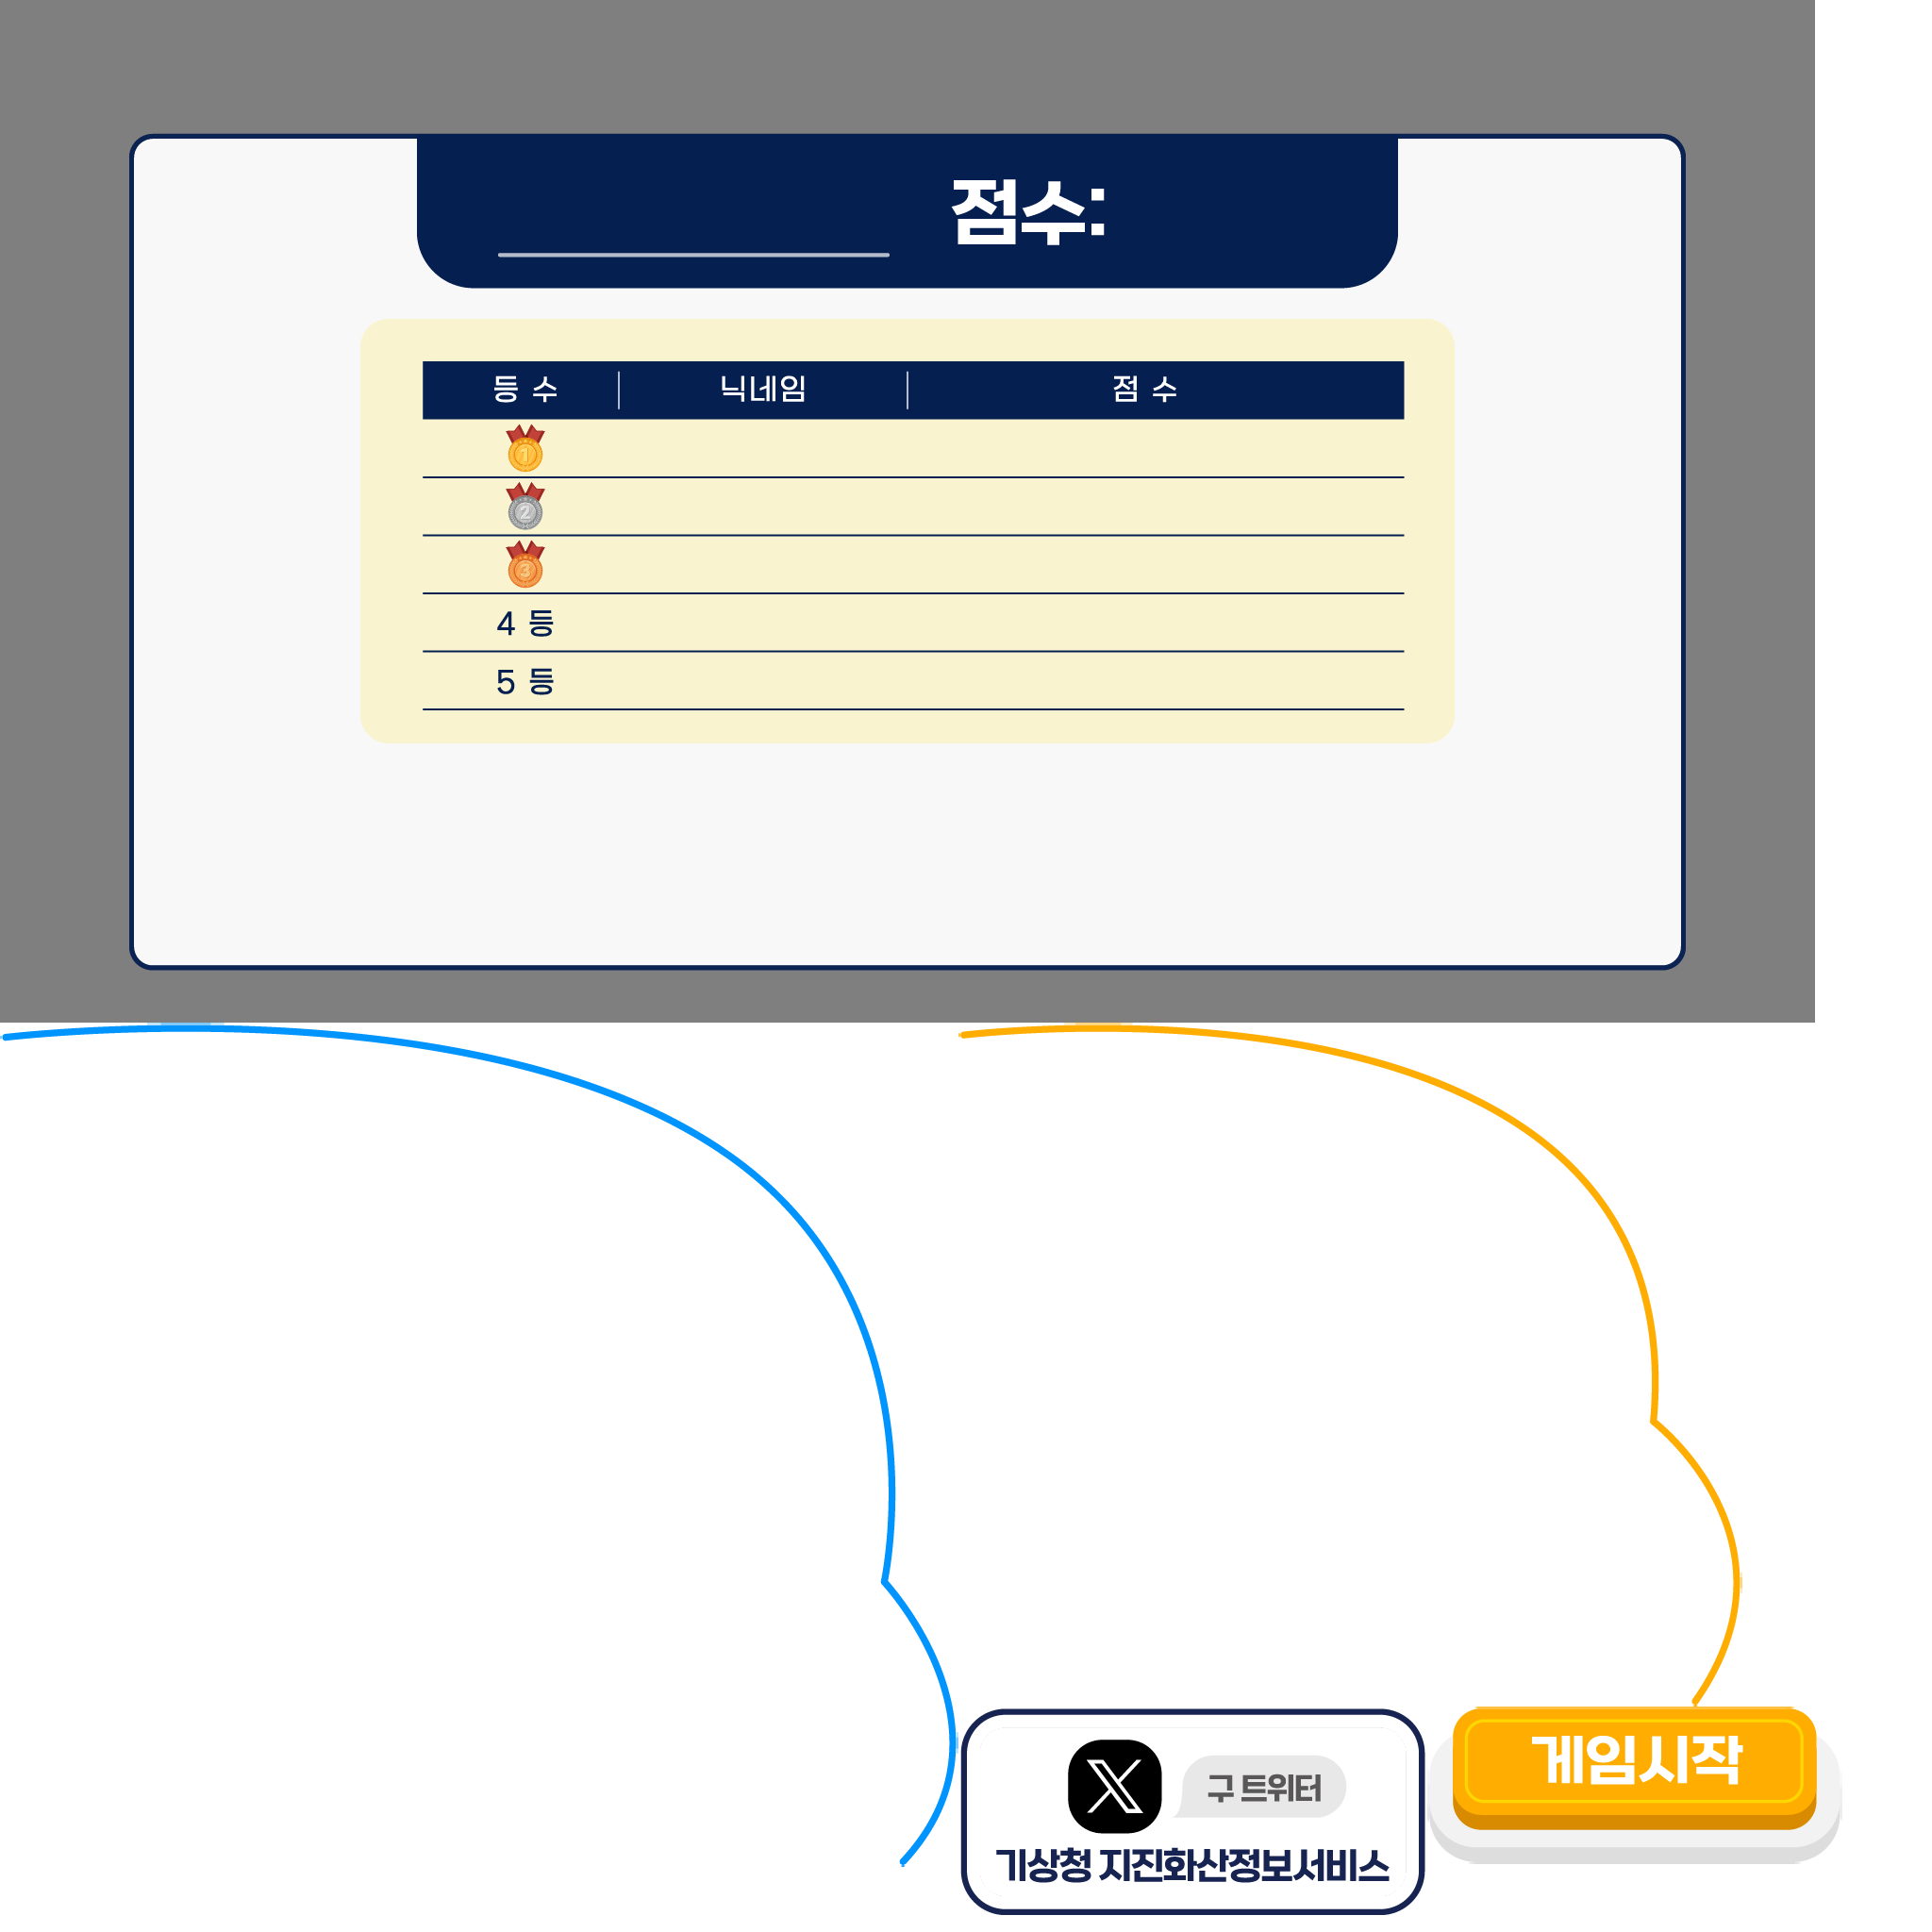 점수:
등 수 닉네임 점 수
1
2
3
4 등
5 등
게임시작
구 트위터
기상청 지진화산정보서비스